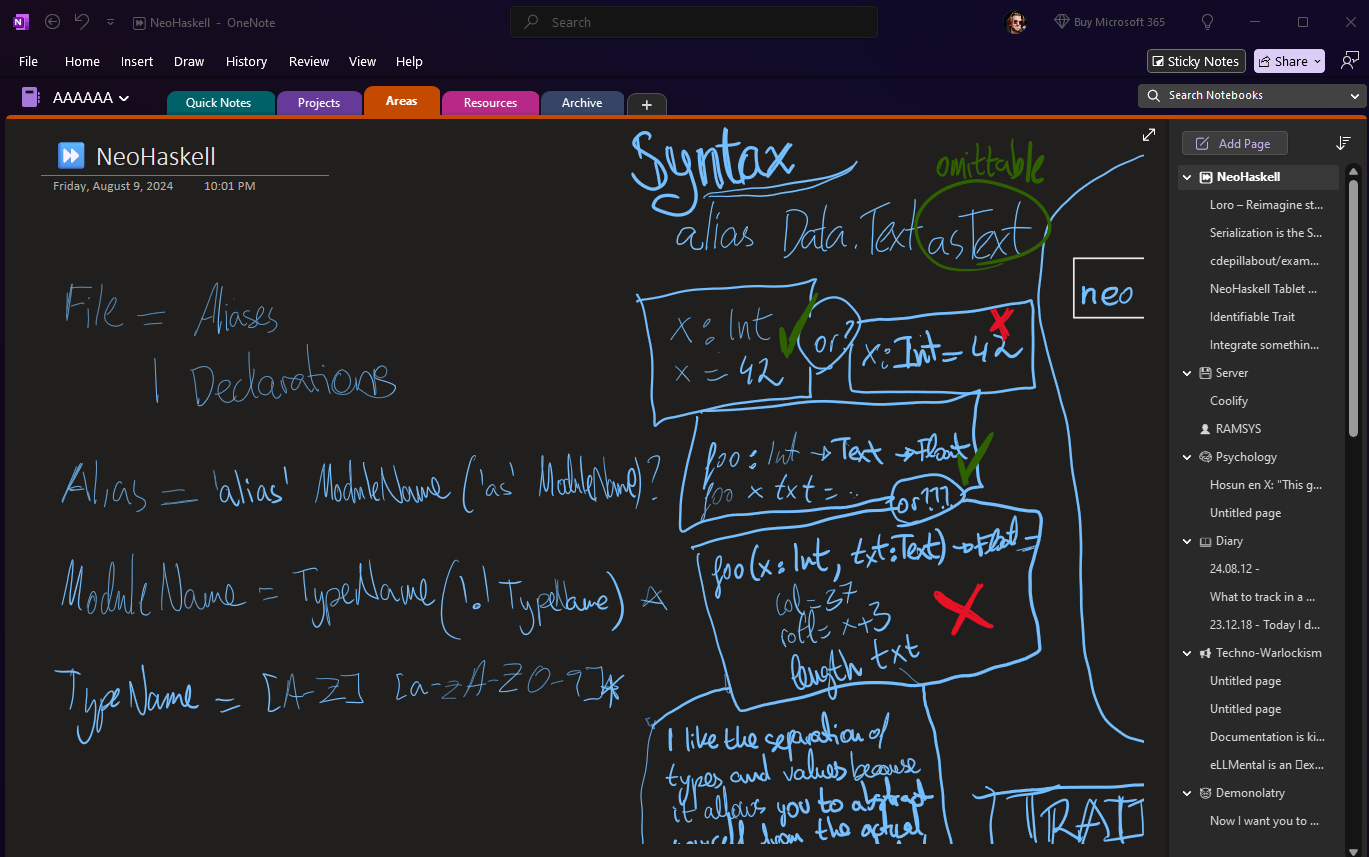 NeoHaskell - OneNote
Search
Buy Microsoft 365
File Home Insert Draw History Review View Help
Sticky Notes
Share
AAAAAA
Quick Notes
Projects
Areas
Resources
Archive
+
Search Notebooks
NeoHaskell
Friday, August 9, 2024 10:01 PM
File = Aliases
| Declarations
Alias = 'alias' ModuleName ('as' ModuleName)?
ModuleName = TypeName ('.' TypeName) *
TypeName = [A-Z] [a-zA-Z0-9]*
Syntax
omittable
alias Data.Text as Text
x : Int
x = 42
or?
x : Int = 42
foo : Int -> Text -> Float
foo x txt = ..
or???
foo (x : Int, txt : Text) -> Float =
x + 3
length txt
I like the separation of
types and values because
it allows you to abstract
yourself from the actual
neo
TRAI
Add Page
NeoHaskell
Loro – Reimagine st...
Serialization is the S...
cdepillabout/exam...
NeoHaskell Tablet ...
Identifiable Trait
Integrate somethin...
Server
Coolify
RAMSYS
Psychology
Hosun en X: "This g...
Untitled page
Diary
24.08.12 -
What to track in a ...
23.12.18 - Today I d...
Techno-Warlockism
Untitled page
Untitled page
Documentation is ki...
eLLMental is an ▯ex...
Demonolatry
Now I want you to ...